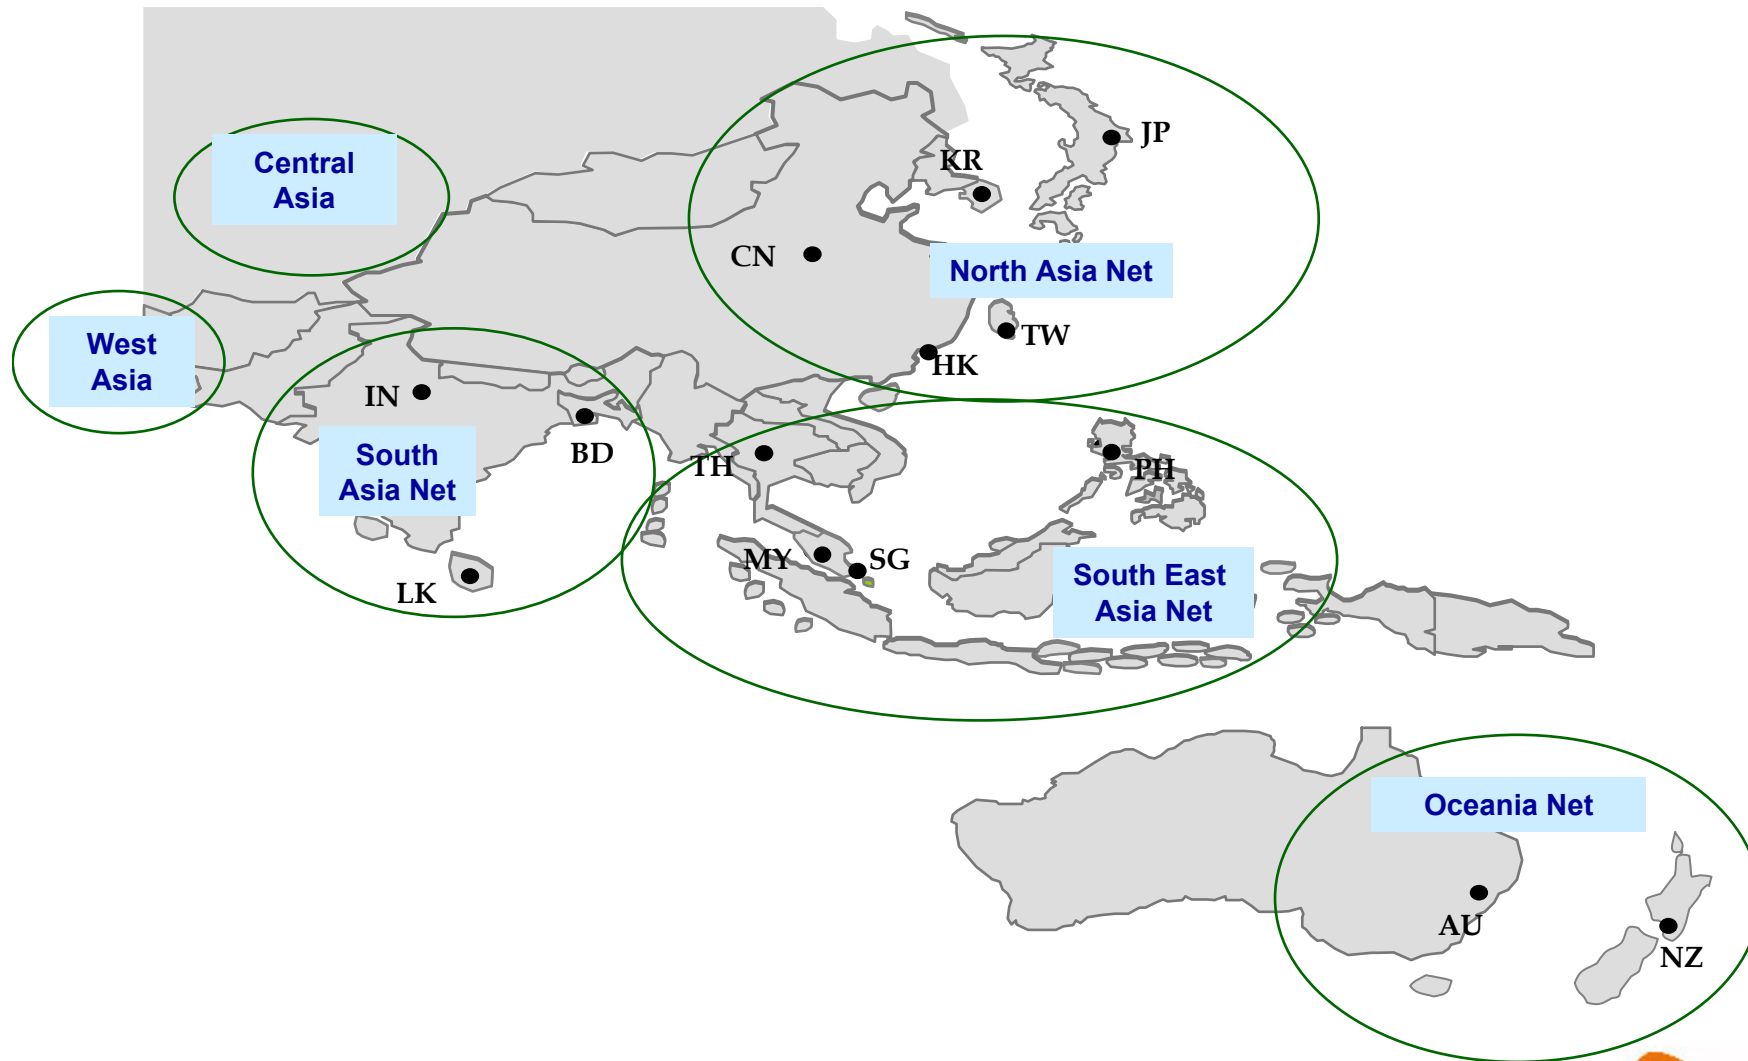 JP
KR
Central
Asia
CN
North Asia Net
TW
West
Asia
HK
IN
BD
South
Asia Net
TH
PH
MY
SG
South East
Asia Net
LK
Oceania Net
AU
NZ